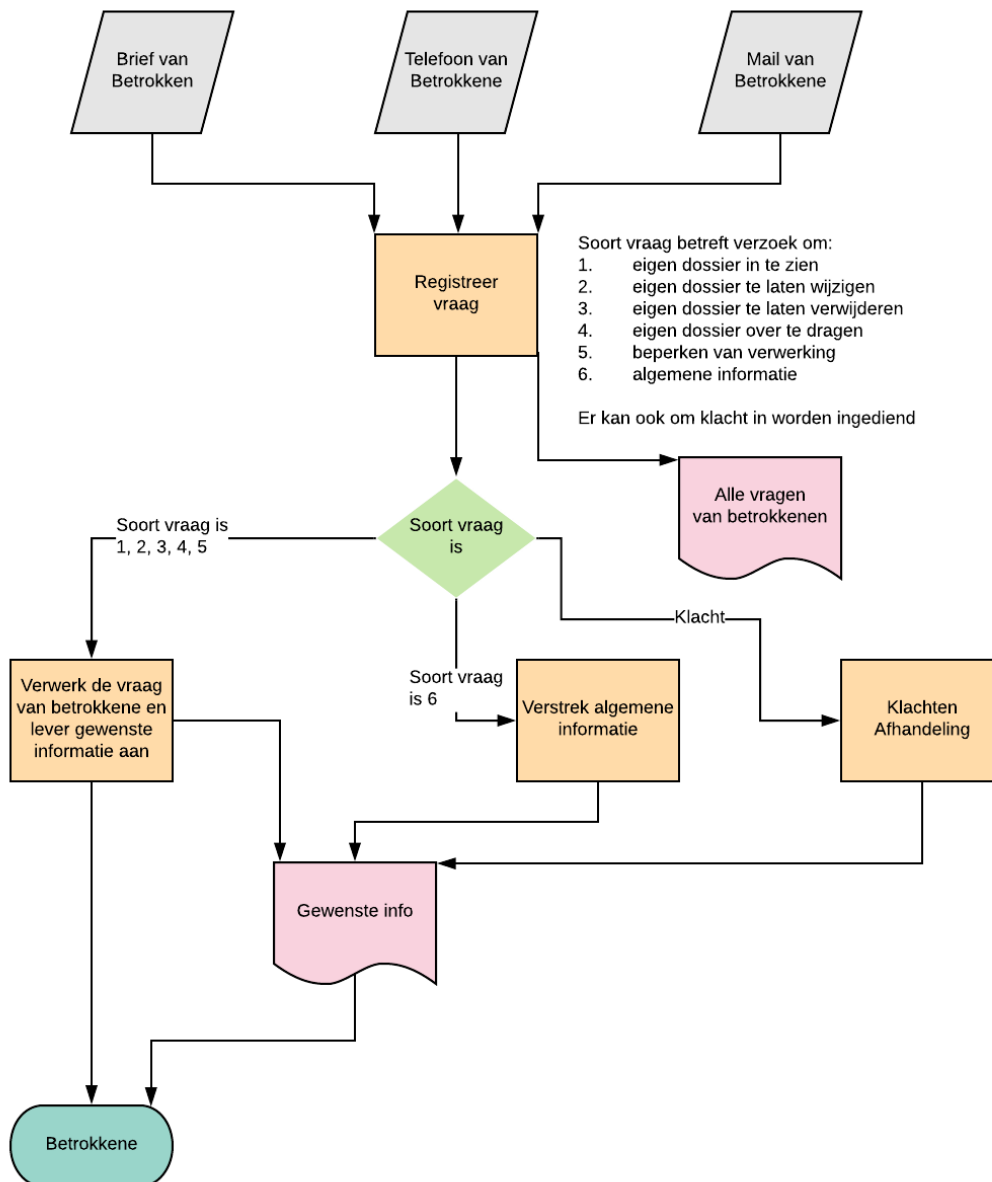 Brief van
Betrokken
Telefoon van
Betrokkene
Mail van
Betrokkene
Registreer
vraag
Soort vraag betreft verzoek om:
1. eigen dossier in te zien
2. eigen dossier te laten wijzigen
3. eigen dossier te laten verwijderen
4. eigen dossier over te dragen
5. beperken van verwerking
6. algemene informatie
Er kan ook om klacht in worden ingediend
Alle vragen
van betrokkenen
Soort vraag
is
Soort vraag is
1, 2, 3, 4, 5
Klacht
Soort vraag
is 6
Verwerk de vraag
van betrokkene en
lever gewenste
informatie aan
Verstrek algemene
informatie
Klachten
Afhandeling
Gewenste info
Betrokkene